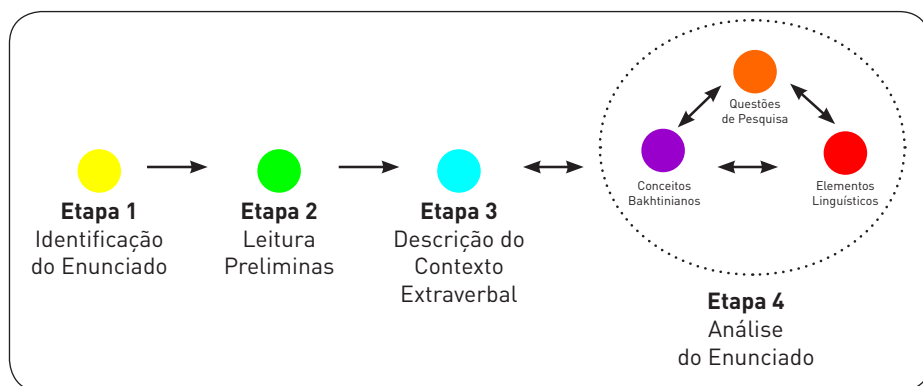 Etapa 1
Identificação
do Enunciado
Etapa 2
Leitura
Preliminas
Etapa 3
Descrição do
Contexto
Extraverbal
Questões
de Pesquisa
Conceitos
Bakhtinianos
Elementos
Linguísticos
Etapa 4
Análise
do Enunciado